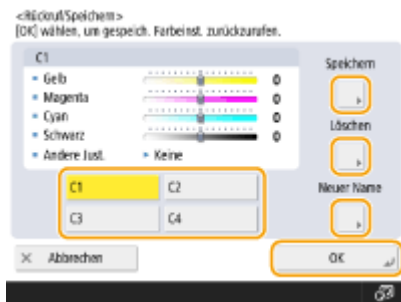 <Rückruf/Speichern>
[OK] wählen, um gespeich. Farbeinst. zurückzurufen.
C1
Gelb 0
Magenta 0
Cyan 0
Schwarz 0
Andere Just. Keine
Speichern
Löschen
Neuer Name
C1 C2
C3 C4
× Abbrechen
OK